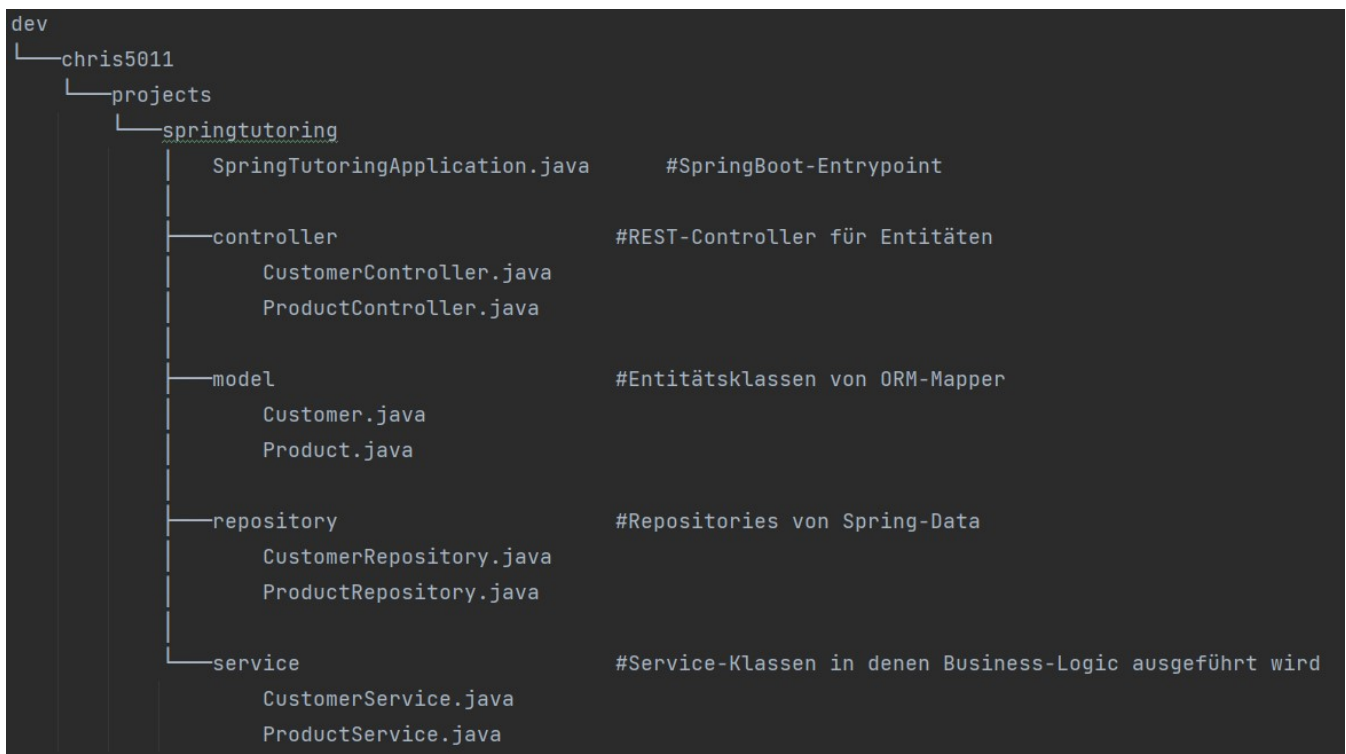 dev
└───chris5011
    └───projects
        └───springtutoring
            │   SpringTutoringApplication.java      #SpringBoot-Entrypoint
            │
            ├───controller                      #REST-Controller für Entitäten
            │       CustomerController.java
            │       ProductController.java
            │
            ├───model                           #Entitätsklassen von ORM-Mapper
            │       Customer.java
            │       Product.java
            │
            ├───repository                      #Repositories von Spring-Data
            │       CustomerRepository.java
            │       ProductRepository.java
            │
            └───service                         #Service-Klassen in denen Business-Logic ausgeführt wird
                    CustomerService.java
                    ProductService.java